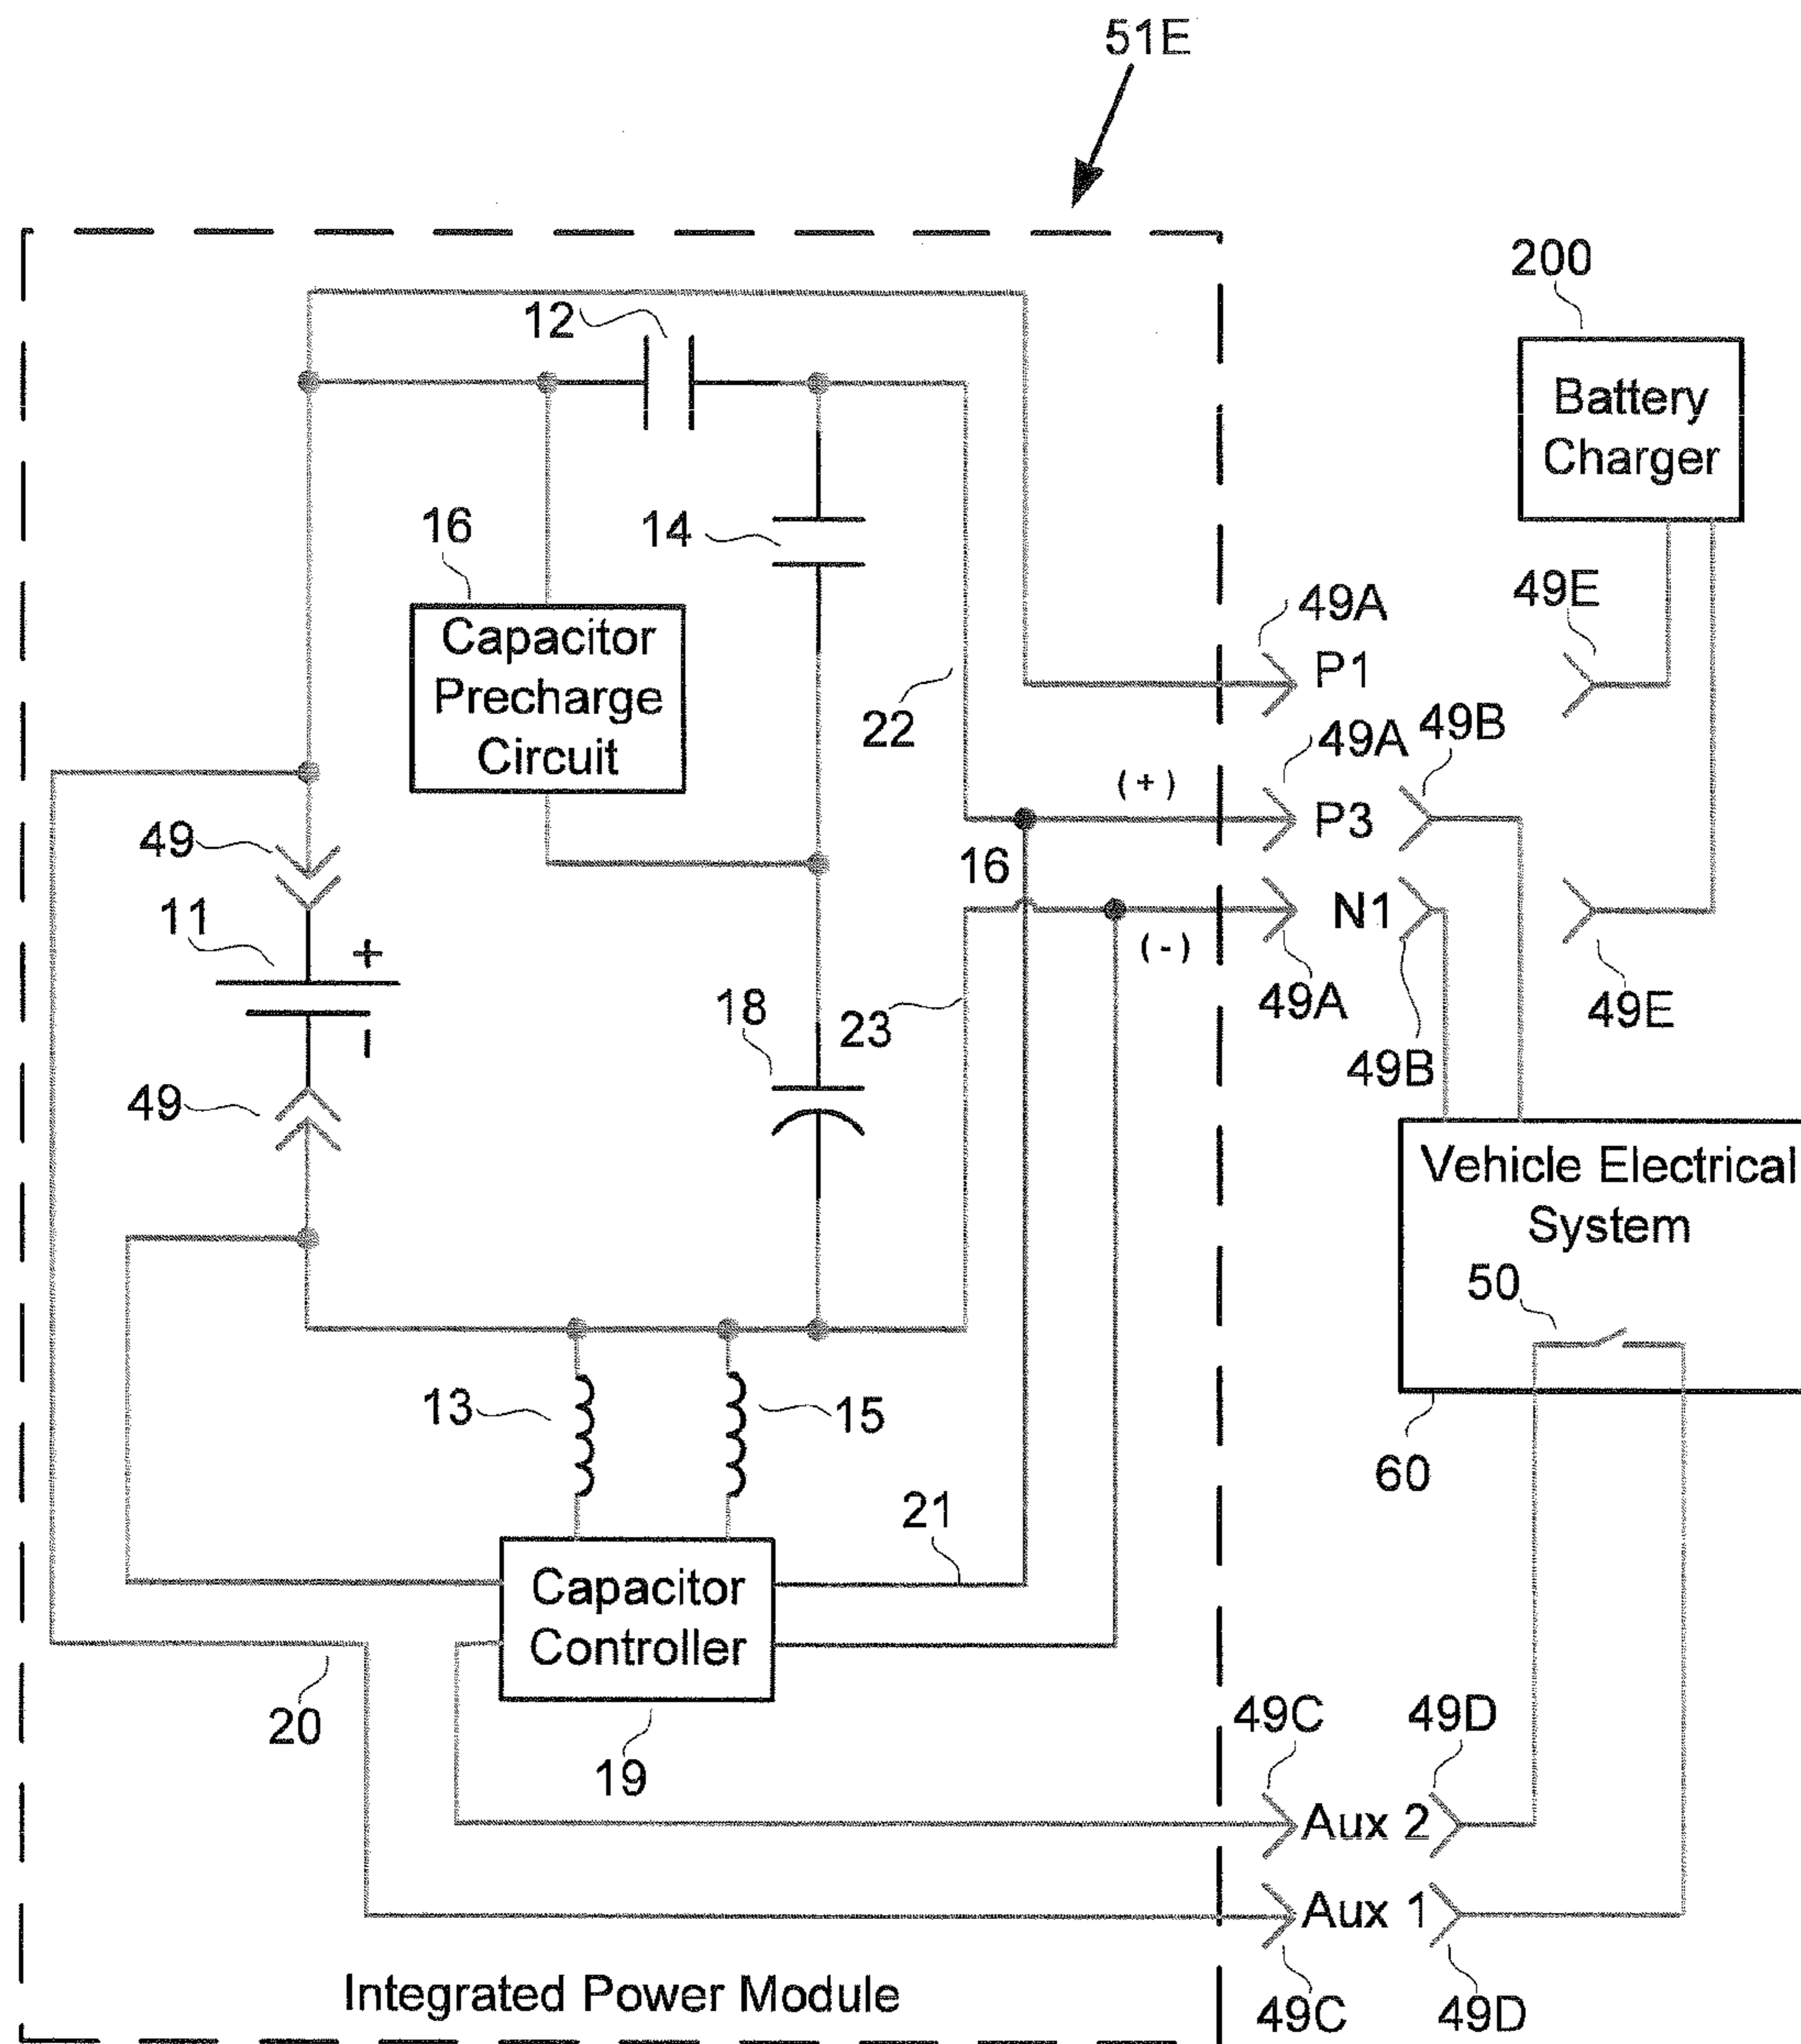 51E
200
12
Battery
Charger
16
14
Capacitor
Precharge
Circuit
49A
P1
49E
22
49A
49B
(+)
P3
49
16
11
+
N1
(-)
–
18
23
49A
49B
49E
49
Vehicle Electrical
System
50
13
15
60
21
Capacitor
Controller
20
19
49C
49D
Aux 2
Aux 1
Integrated Power Module
49C
49D